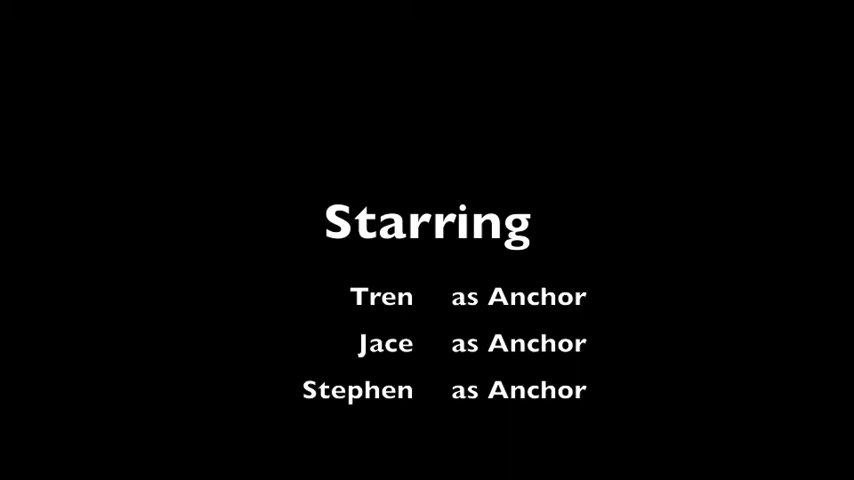 Starring
Tren as Anchor
Jace as Anchor
Stephen as Anchor